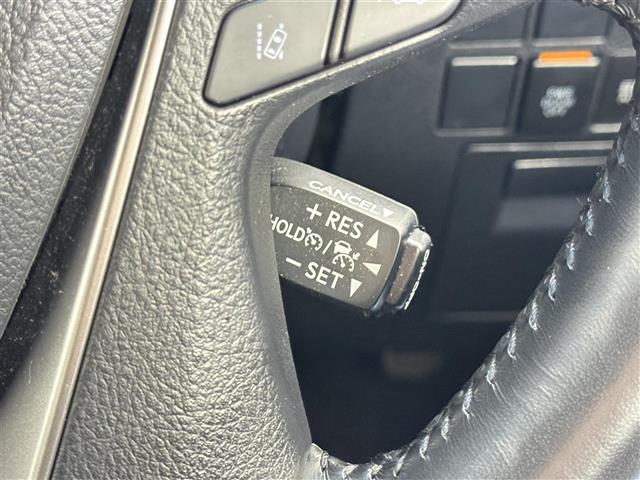 CANCEL▼
+ RES ▲
HOLD / ◀
− SET ▼